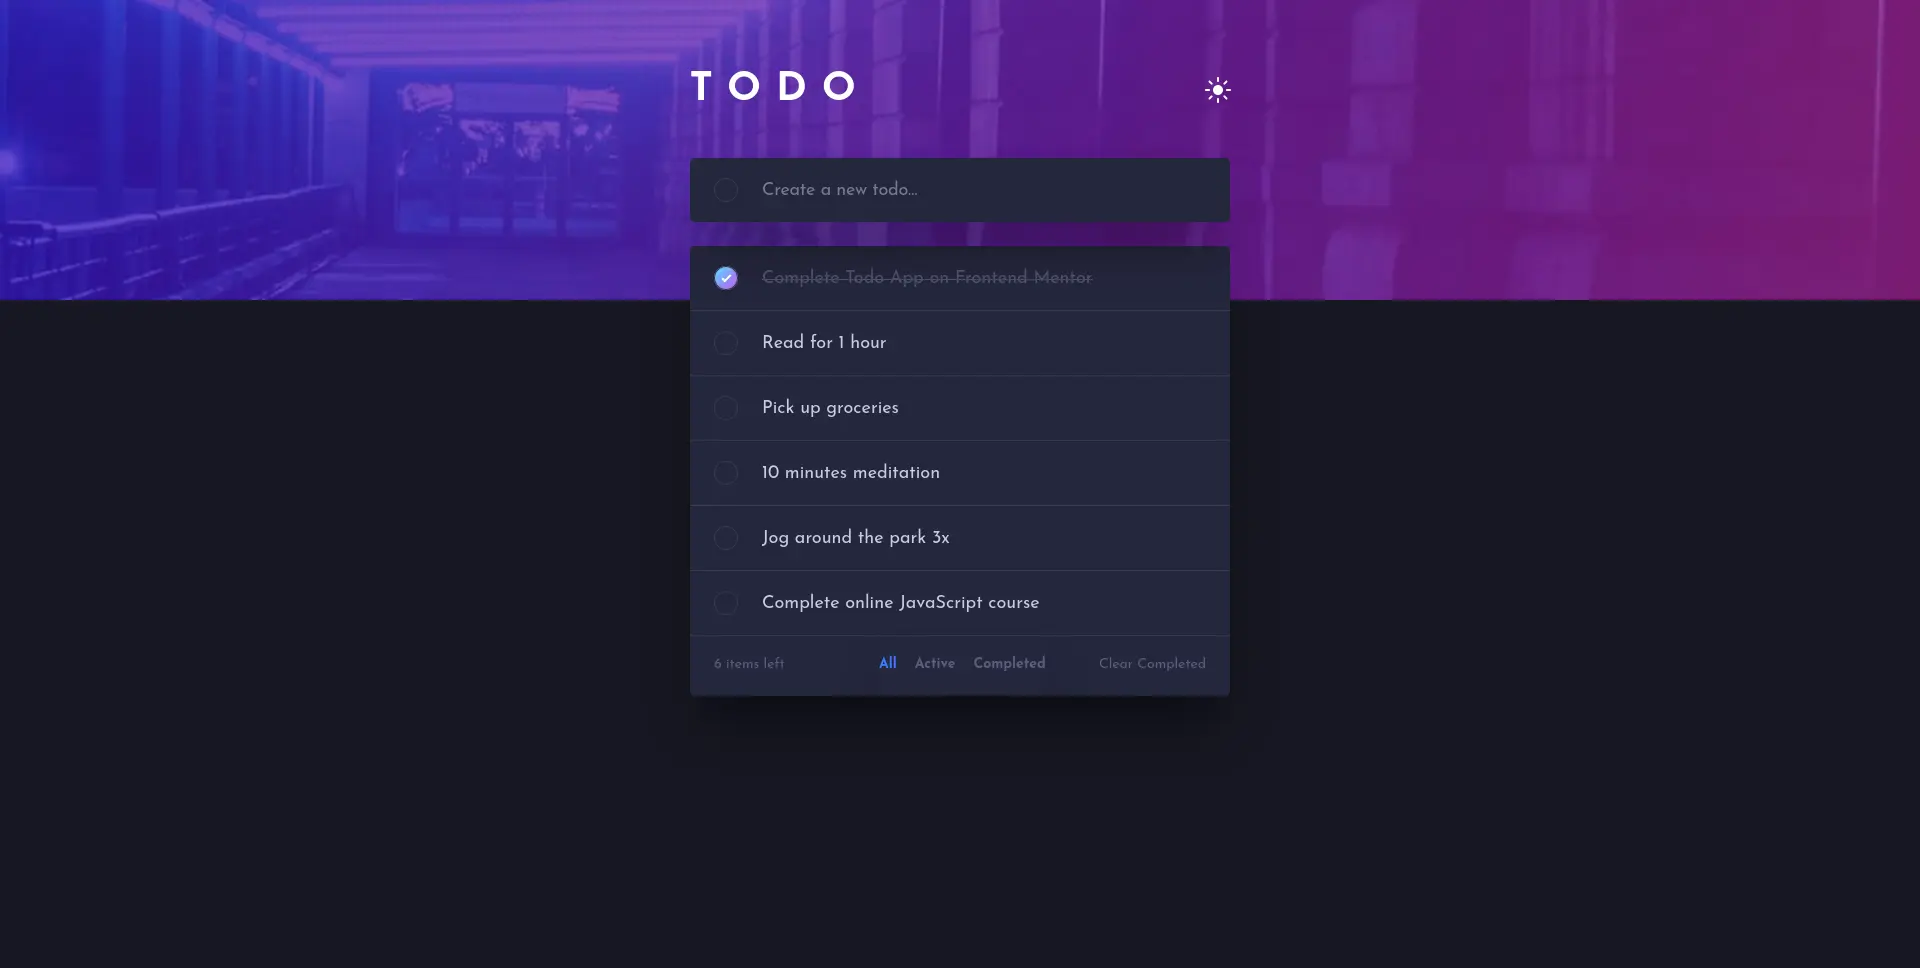 TODO
Create a new todo...
Complete Todo App on Frontend Mentor
Read for 1 hour
Pick up groceries
10 minutes meditation
Jog around the park 3x
Complete online JavaScript course
6 items left All Active Completed Clear Completed